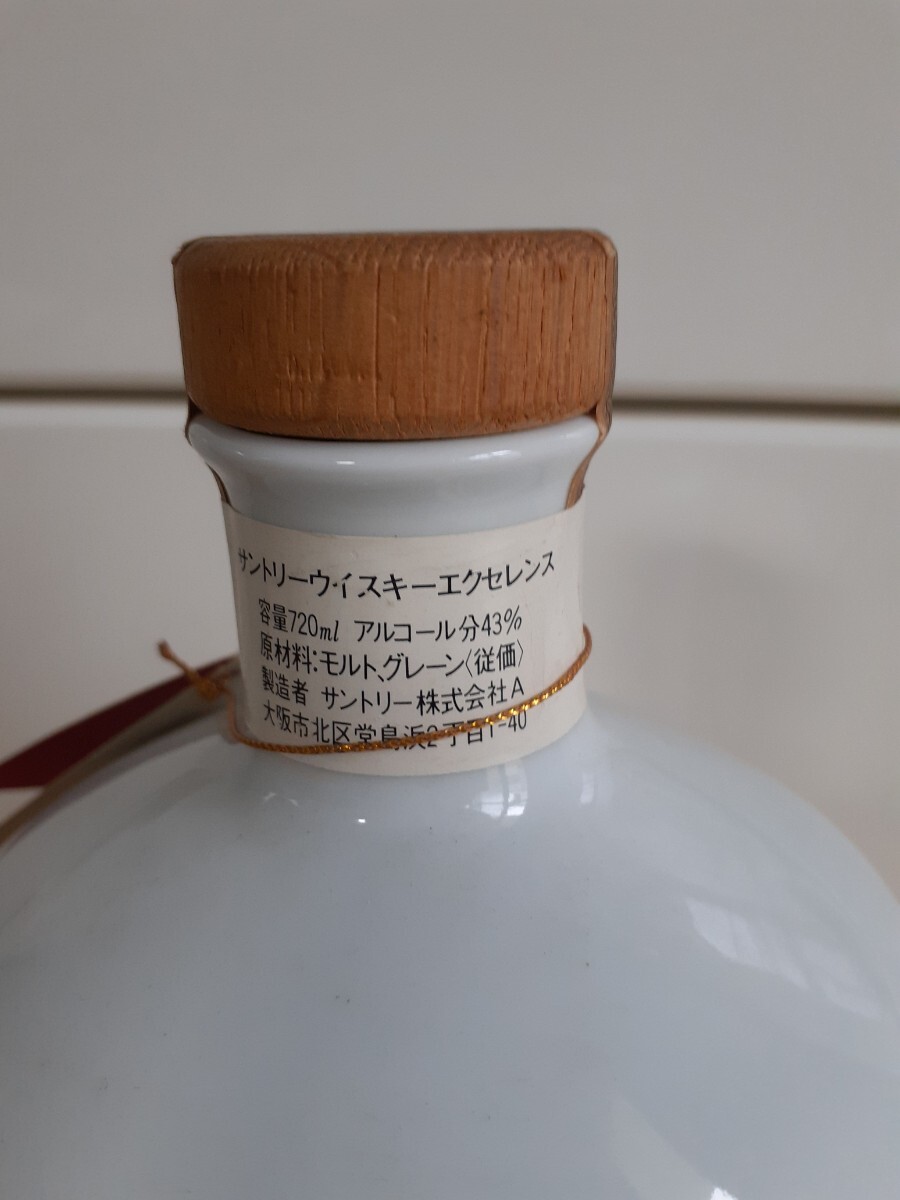 サントリーウイスキーエクセレンス
容量720ml アルコール分43%
原材料:モルト、グレーン〈従価〉
製造者 サントリー株式会社A
大阪市北区堂島浜2丁目1-40